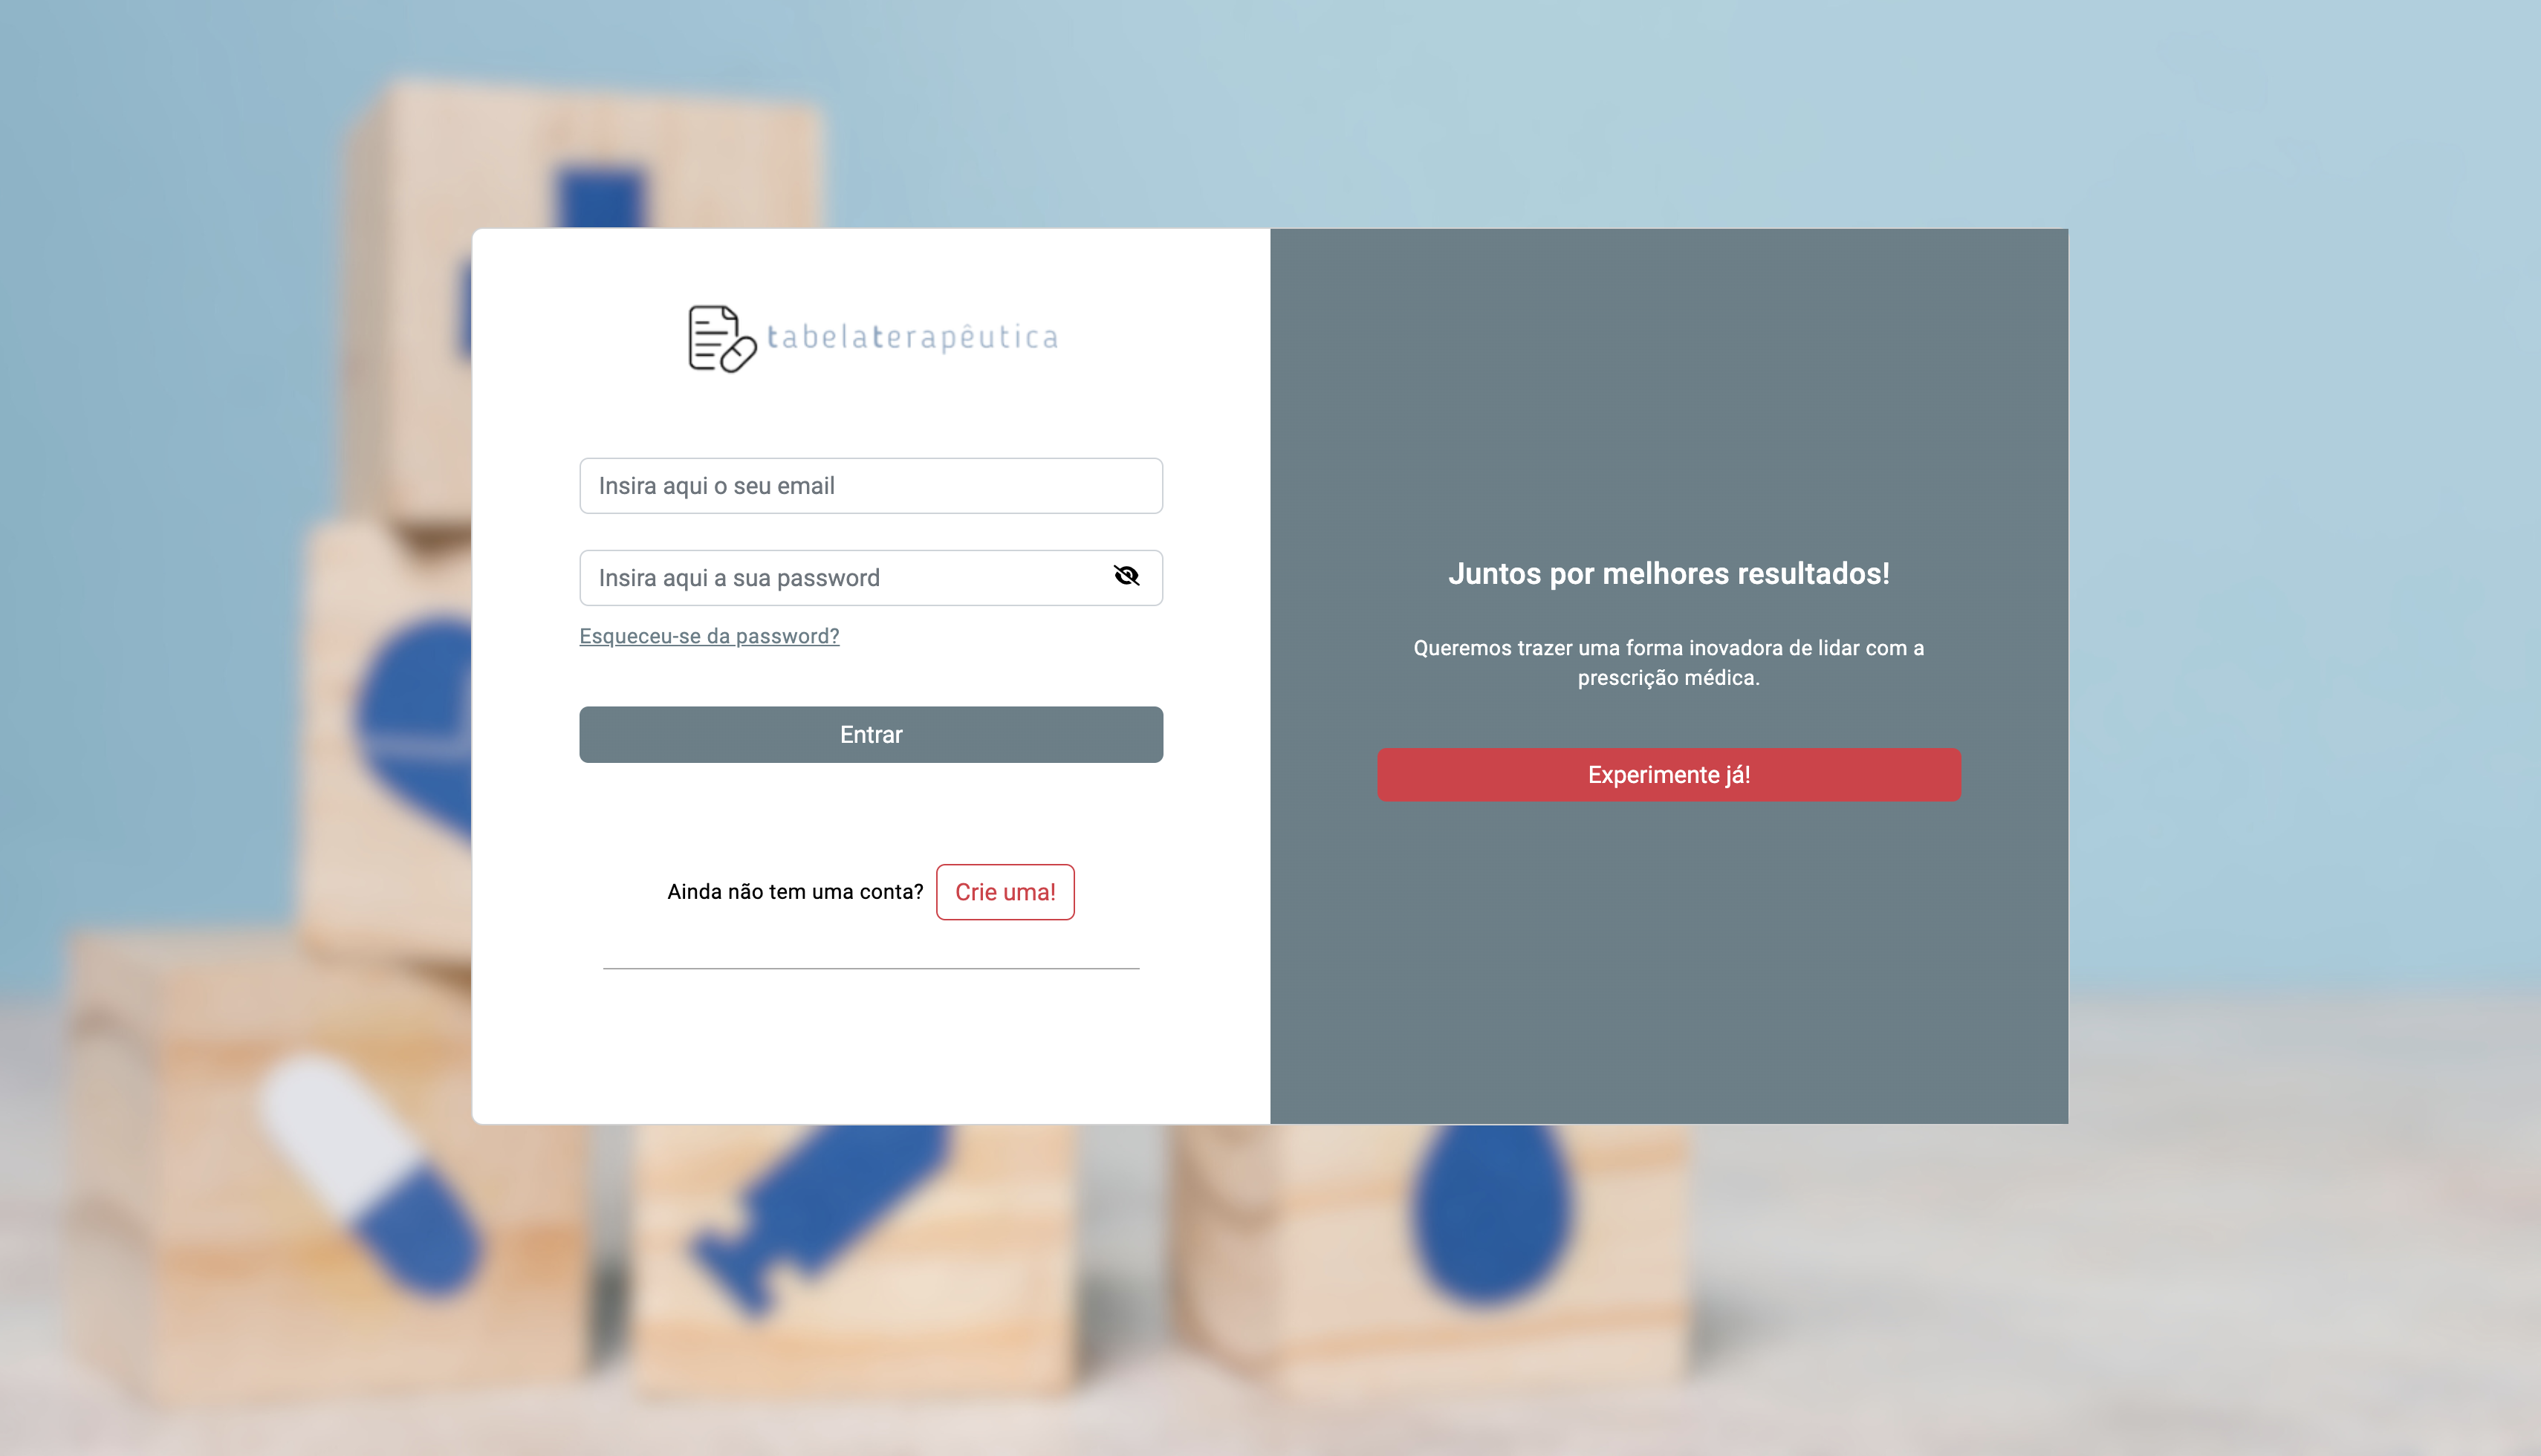 tabelaterapêutica
Insira aqui o seu email
Insira aqui a sua password
Esqueceu-se da password?
Entrar
Ainda não tem uma conta? Crie uma!
Juntos por melhores resultados!
Queremos trazer uma forma inovadora de lidar com a
prescrição médica.
Experimente já!